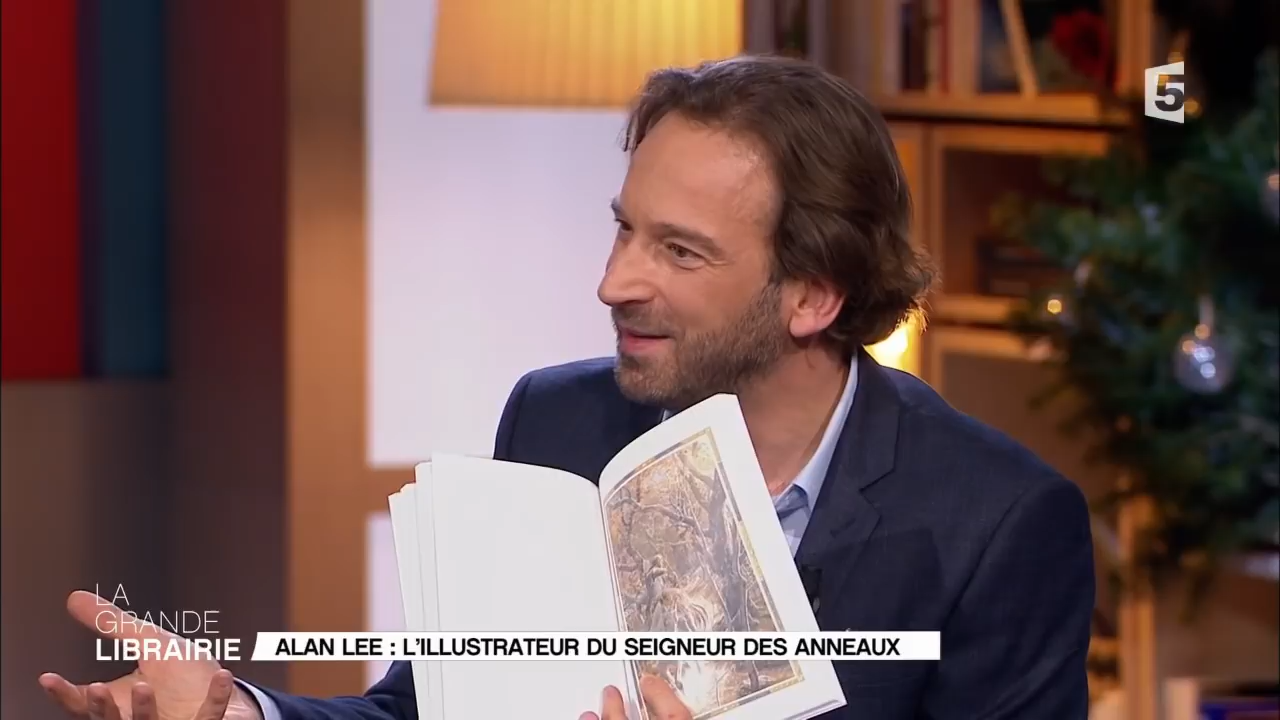 5
LA
GRANDE
LIBRAIRIE
ALAN LEE : L'ILLUSTRATEUR DU SEIGNEUR DES ANNEAUX